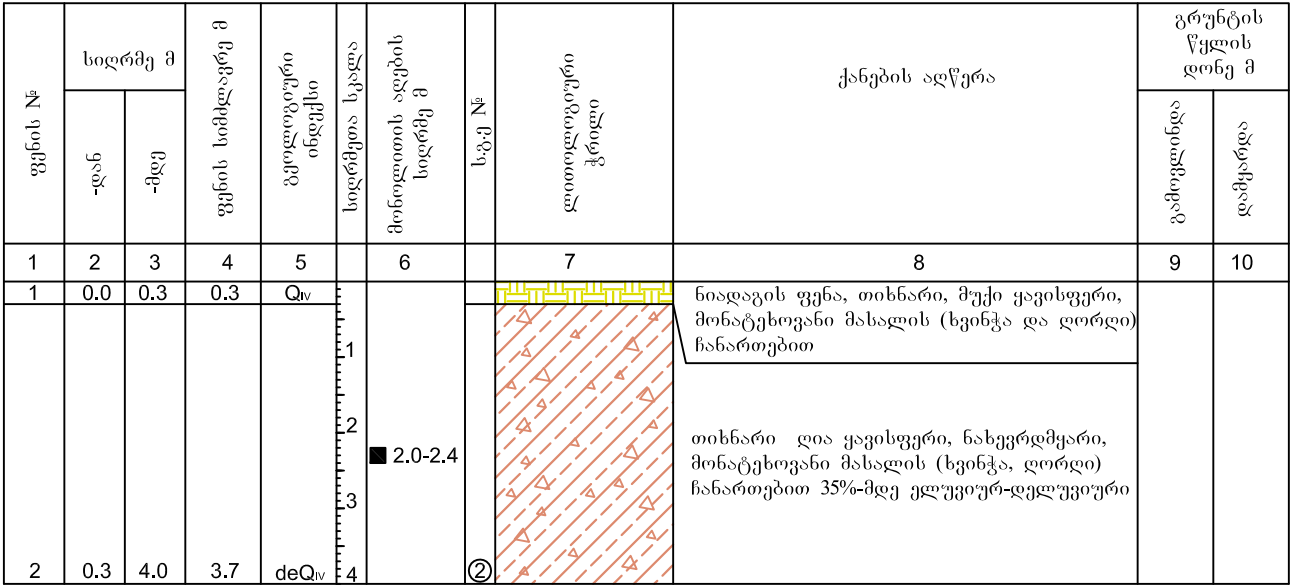 ფენის №
სიღრმე მ
-დან
-მდე
ფენის სიმძლავრე მ
გეოლოგიური
ინდექსი
სიღრმეთა სკალა
მონოლითის აღების
სიღრმე მ
ს.გ.ე №
ლითოლოგიური
ჭრილი
ქანების აღწერა
გრუნტის
წყლის
დონე მ
გამოვლინდა
დამყარდა
1 2 3 4 5 6 7 8 9 10
1 0.0 0.3 0.3 QIV
ნიადაგის ფენა, თიხნარი, მუქი ყავისფერი,
მონატეხოვანი მასალის (ხვინჭა და ღორღი)
ჩანართებით
1
2
2.0-2.4
თიხნარი ღია ყავისფერი, ნახევრდმყარი,
მონატეხოვანი მასალის (ხვინჭა, ღორღი)
ჩანართებით 35%-მდე ელუვიურ-დელუვიური
3
2 0.3 4.0 3.7 deQIV 4 2